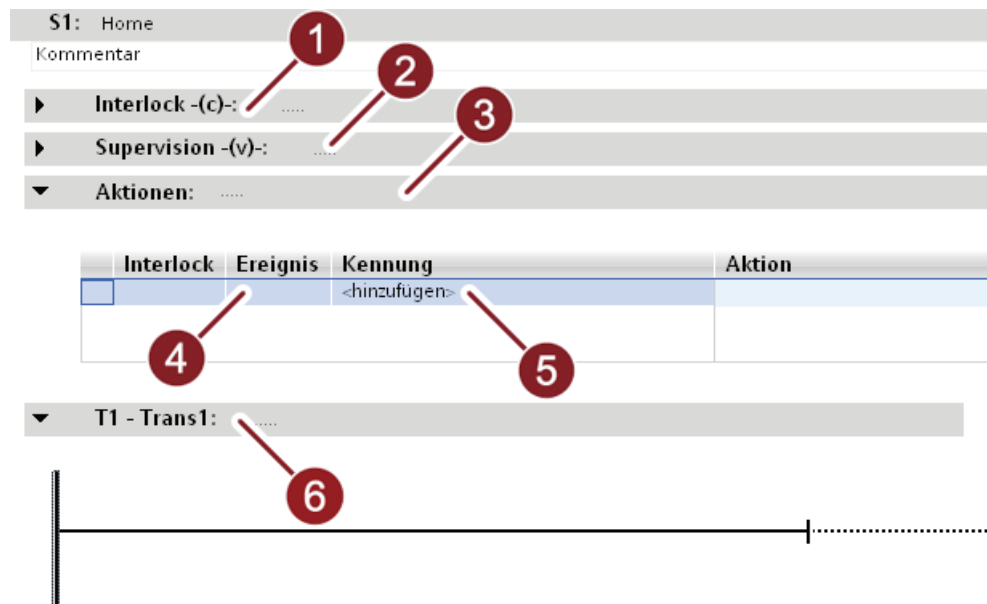 S1: Home
Kommentar
1
2
Interlock -(c)-: .....
3
Supervision -(v)-: .....
Aktionen: .....
Interlock Ereignis Kennung Aktion
<hinzufügen>
4
5
T1 - Trans1: .....
6